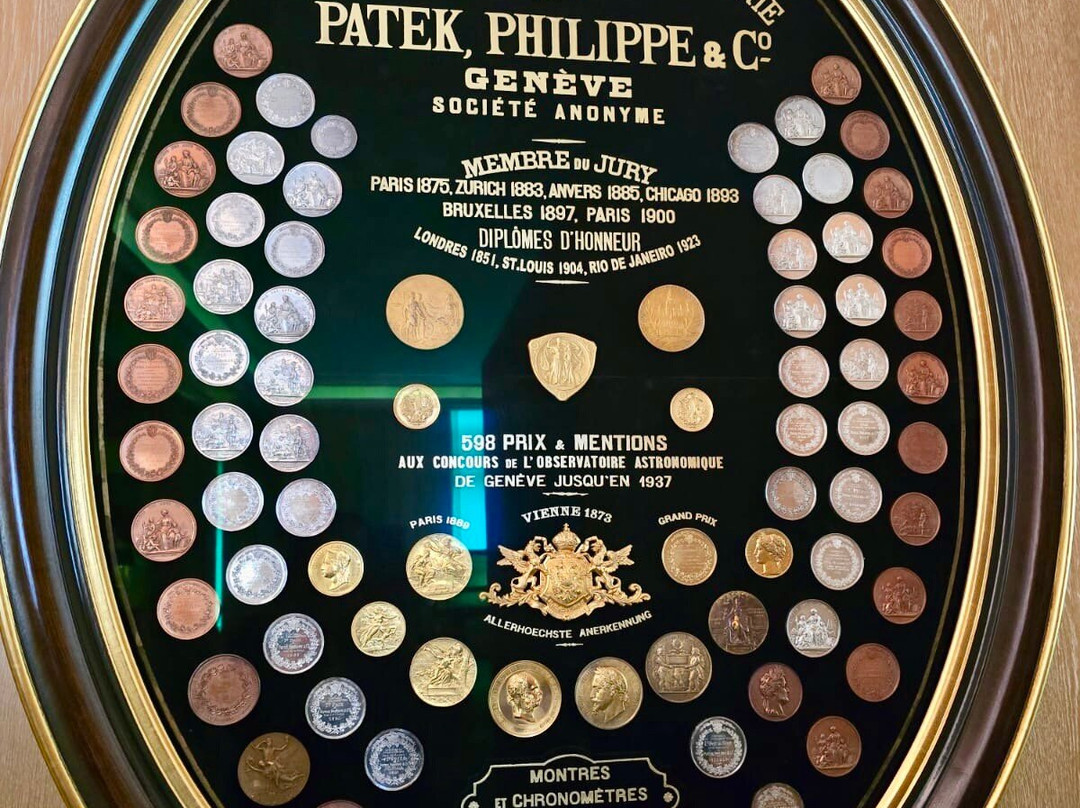 RIE
PATEK, PHILIPPE & Cº
GENÈVE
SOCIÉTÉ ANONYME
MEMBRE DU JURY
PARIS 1875, ZURICH 1883, ANVERS 1885, CHICAGO 1893
BRUXELLES 1897, PARIS 1900
DIPLÔMES D'HONNEUR
LONDRES 1851, ST. LOUIS 1904, RIO DE JANEIRO 1923
598 PRIX & MENTIONS
AUX CONCOURS DE L'OBSERVATOIRE ASTRONOMIQUE
DE GENÈVE JUSQU'EN 1937
PARIS 1889
VIENNE 1873
GRAND PRIX
ALLERHOECHSTE ANERKENNUNG
MONTRES
ET CHRONOMÈTRES